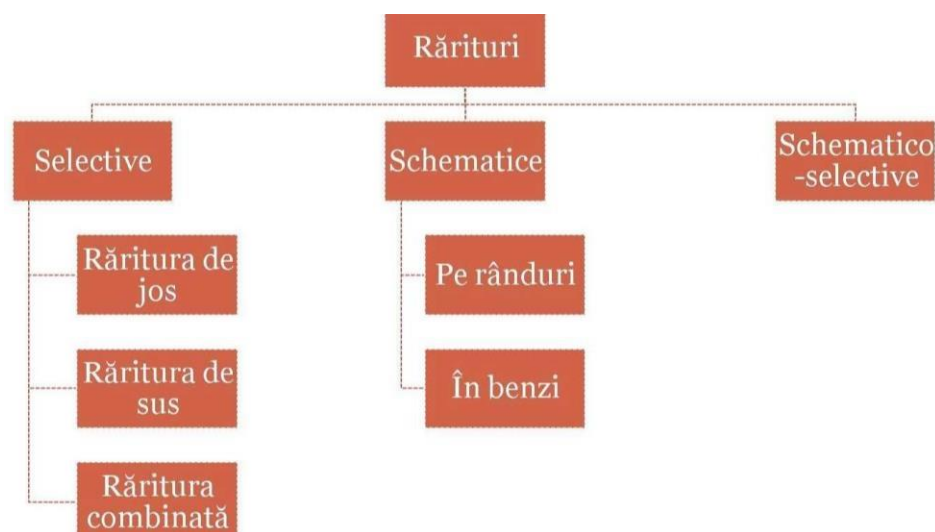 Rărituri
Selective
Schematice
Schematico
-selective
Răritura de
jos
Pe rânduri
Răritura de
sus
În benzi
Răritura
combinată